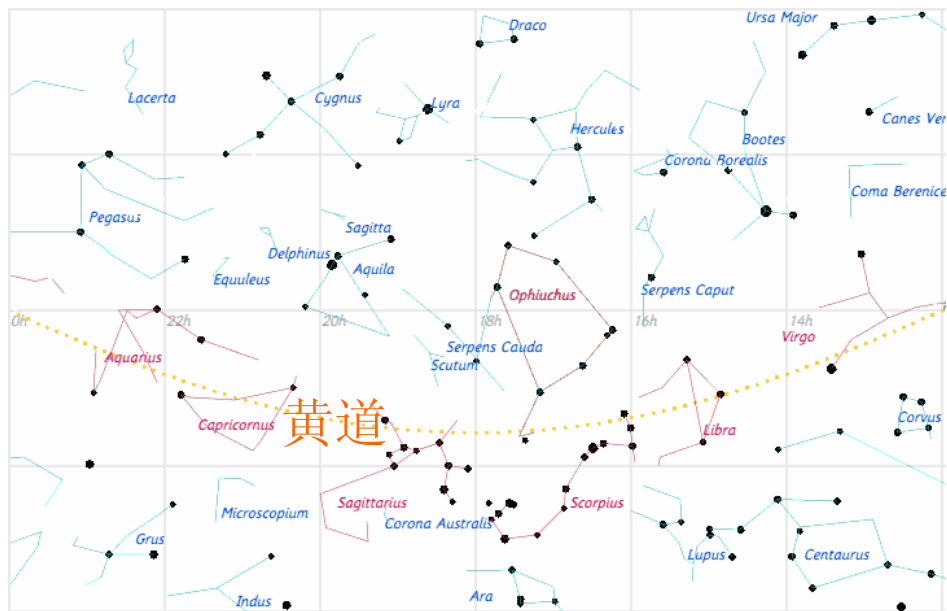 Draco
Ursa Major
Lacerta
Cygnus
Lyra
Hercules
Bootes
Canes Ver
Corona Borealis
Coma Berenice
Pegasus
Sagitta
Delphinus
Aquila
Equuleus
Ophiuchus
Serpens Caput
0h
22h
20h
18h
16h
14h
Virgo
Serpens Cauda
Scutum
Aquarius
Capricornus
黄道
Libra
Corvus
Sagittarius
Scorpius
Microscopium
Corona Australis
Grus
Lupus
Centaurus
Indus
Ara